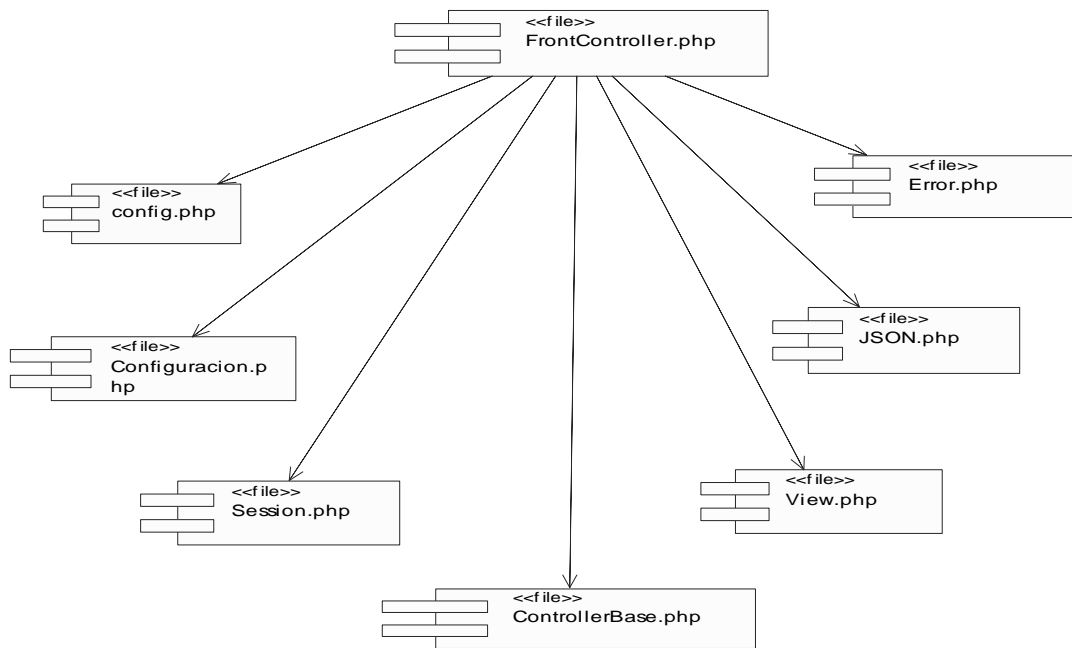 <<file>>
FrontController.php
<<file>>
Error.php
<<file>>
config.php
<<file>>
JSON.php
<<file>>
Configuracion.p
hp
<<file>>
View.php
<<file>>
Session.php
<<file>>
ControllerBase.php